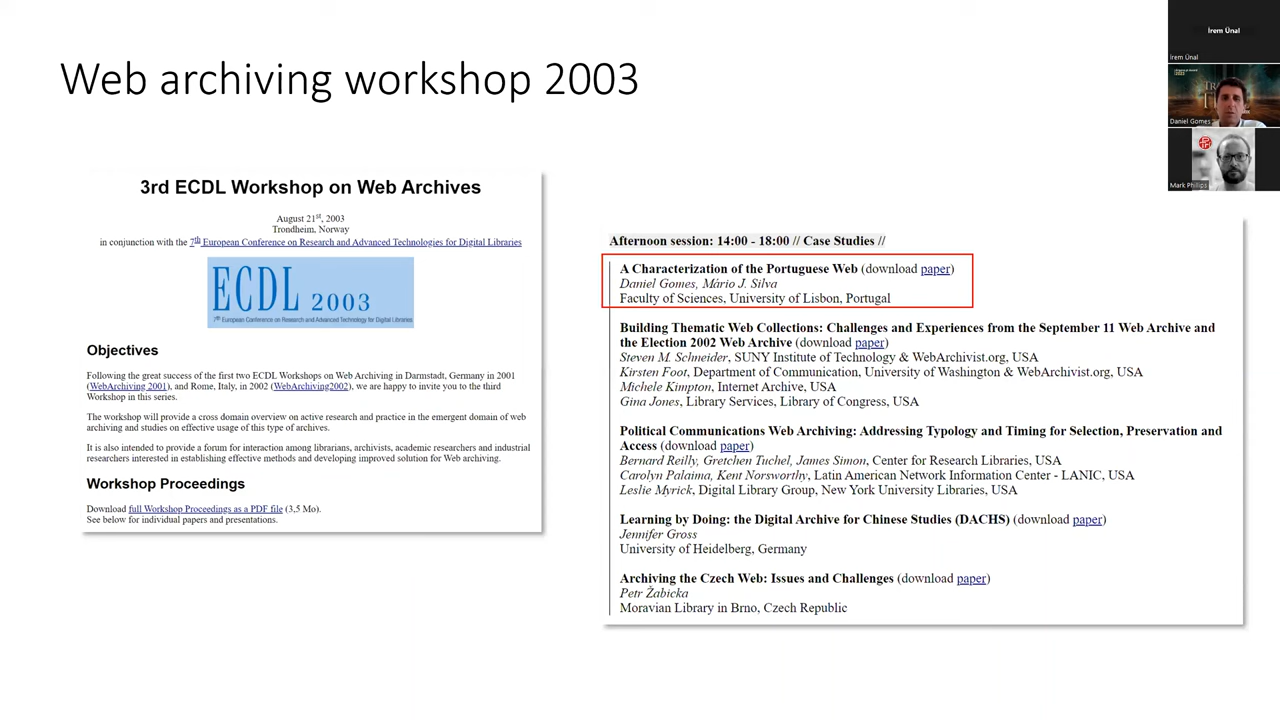 Web archiving workshop 2003
3rd ECDL Workshop on Web Archives
August 21st, 2003
Trondheim, Norway
in conjunction with the 7th European Conference on Research and Advanced Technologies for Digital Libraries
ECDL 2003
7th European Conference on Research and Advanced Technology for Digital Libraries
Objectives
Following the great success of the first two ECDL Workshops on Web Archiving in Darmstadt, Germany in 2001
(WebArchiving 2001), and Rome, Italy, in 2002 (WebArchiving2002), we are happy to invite you to the third
Workshop in this series.
The workshop will provide a cross domain overview on active research and practice in the emergent domain of web
archiving and studies on effective usage of this type of archives.
It is also intended to provide a forum for interaction among librarians, archivists, academic researchers and industrial
researchers interested in establishing effective methods and developing improved solution for Web archiving.
Workshop Proceedings
Download full Workshop Proceedings as a PDF file (3,5 Mo).
See below for individual papers and presentations.
Afternoon session: 14:00 - 18:00 // Case Studies //
A Characterization of the Portuguese Web (download paper)
Daniel Gomes, Mário J. Silva
Faculty of Sciences, University of Lisbon, Portugal
Building Thematic Web Collections: Challenges and Experiences from the September 11 Web Archive and
the Election 2002 Web Archive (download paper)
Steven M. Schneider, SUNY Institute of Technology & WebArchivist.org, USA
Kirsten Foot, Department of Communication, University of Washington & WebArchivist.org, USA
Michele Kimpton, Internet Archive, USA
Gina Jones, Library Services, Library of Congress, USA
Political Communications Web Archiving: Addressing Typology and Timing for Selection, Preservation and
Access (download paper)
Bernard Reilly, Gretchen Tuchel, James Simon, Center for Research Libraries, USA
Carolyn Palaima, Kent Norsworthy, Latin American Network Information Center - LANIC, USA
Leslie Myrick, Digital Library Group, New York University Libraries, USA
Learning by Doing: the Digital Archive for Chinese Studies (DACHS) (download paper)
Jennifer Gross
University of Heidelberg, Germany
Archiving the Czech Web: Issues and Challenges (download paper)
Petr Žabicka
Moravian Library in Brno, Czech Republic
İrem Ünal
İrem Ünal
Daniel Gomes
Mark Phillips